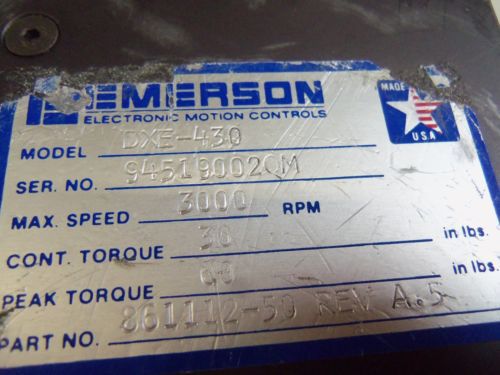 EMERSON
ELECTRONIC MOTION CONTROLS
MADE
U.S.A
MODEL DXE-430
SER. NO. 94519002QM
MAX. SPEED 3000 RPM
CONT. TORQUE 30 in lbs.
PEAK TORQUE in lbs.
PART NO. 861112-50 REV A.5